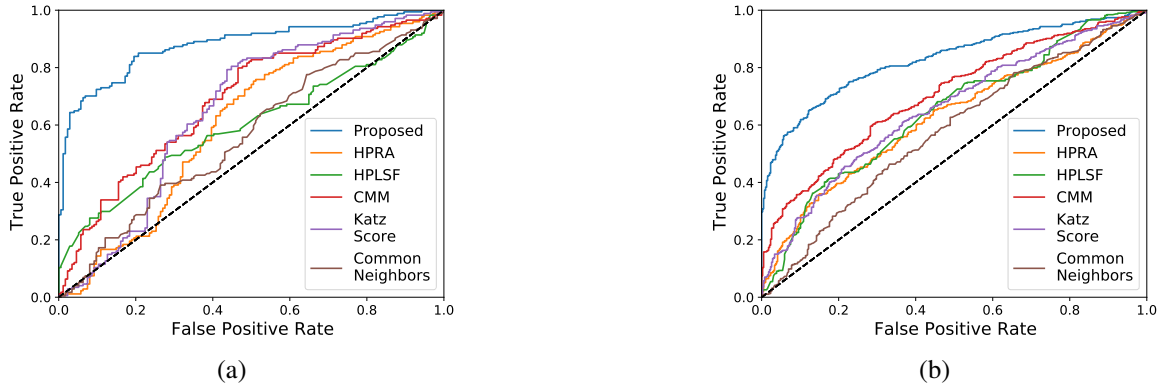 1.0
0.8
0.6
0.4
0.2
0.0
True Positive Rate
0.0 0.2 0.4 0.6 0.8 1.0
False Positive Rate
Proposed
HPRA
HPLSF
CMM
Katz
Score
Common
Neighbors
(a)
1.0
0.8
0.6
0.4
0.2
0.0
True Positive Rate
0.0 0.2 0.4 0.6 0.8 1.0
False Positive Rate
Proposed
HPRA
HPLSF
CMM
Katz
Score
Common
Neighbors
(b)